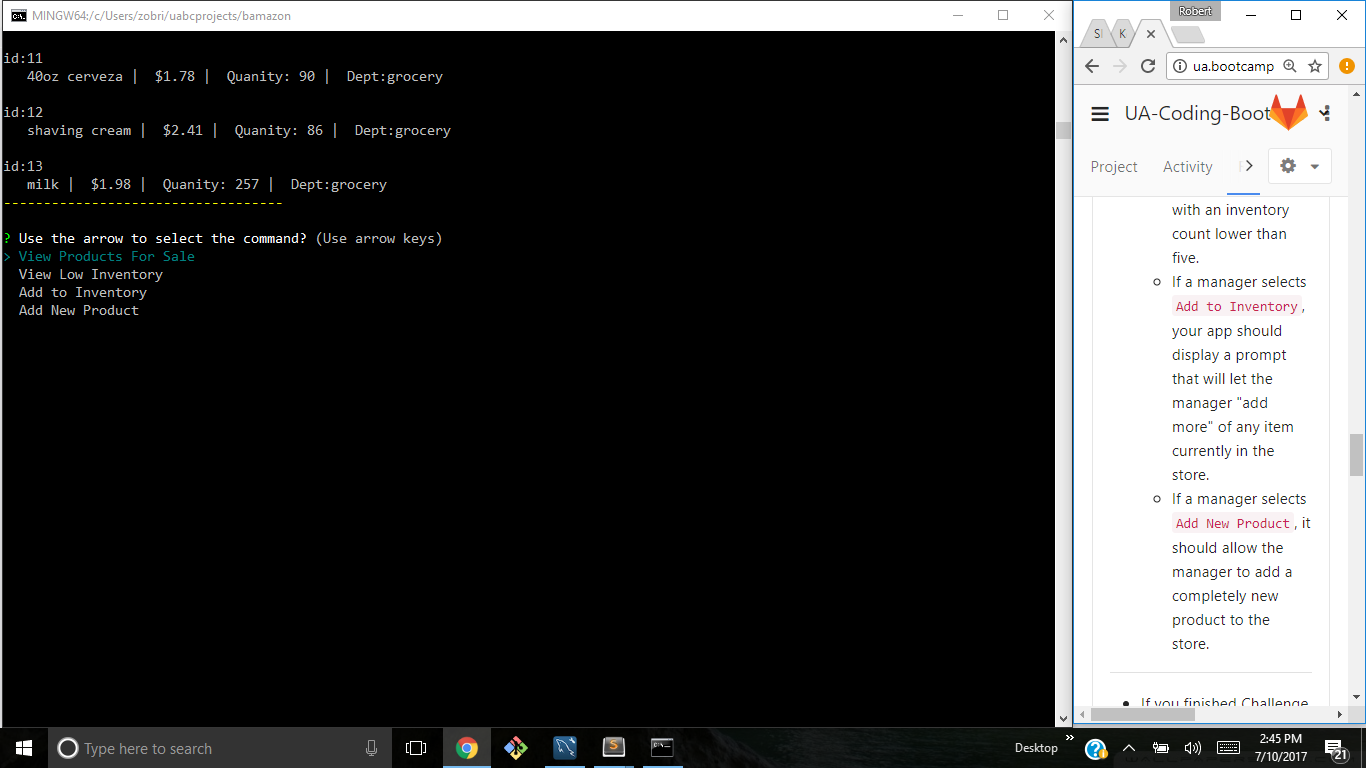 MINGW64:/c/Users/zobri/uabcprojects/bamazon
id:11
40oz cerveza | $1.78 | Quanity: 90 | Dept:grocery
id:12
shaving cream | $2.41 | Quanity: 86 | Dept:grocery
id:13
milk | $1.98 | Quanity: 257 | Dept:grocery
-----------------------------------
? Use the arrow to select the command? (Use arrow keys)
> View Products For Sale
View Low Inventory
Add to Inventory
Add New Product
Robert
S
K
ua.bootcamp
UA-Coding-Boot
Project
Activity
with an inventory
count lower than
five.
If a manager selects
Add to Inventory,
your app should
display a prompt
that will let the
manager "add
more" of any item
currently in the
store.
If a manager selects
Add New Product, it
should allow the
manager to add a
completely new
product to the
store.
If you finished Challenge
Type here to search
Desktop
2:45 PM
7/10/2017
21